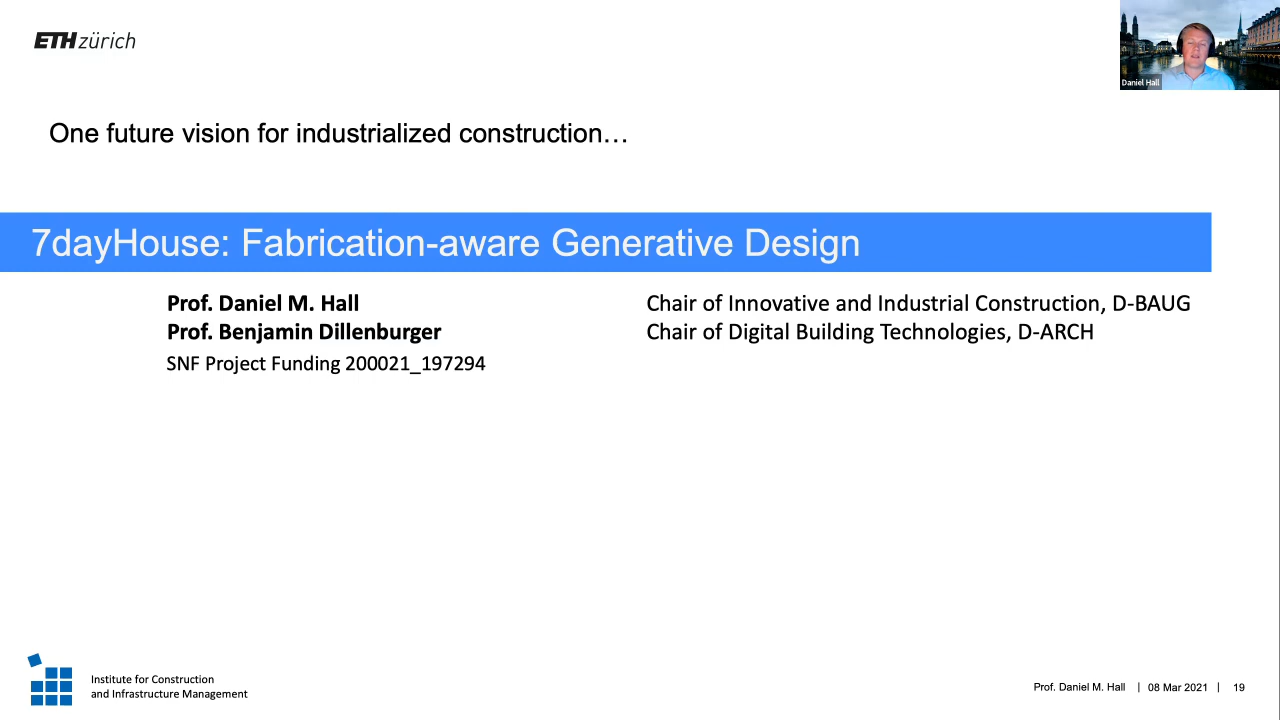 ETH zürich
Daniel Hall
One future vision for industrialized construction…
7dayHouse: Fabrication-aware Generative Design
Prof. Daniel M. Hall Chair of Innovative and Industrial Construction, D-BAUG
Prof. Benjamin Dillenburger Chair of Digital Building Technologies, D-ARCH
SNF Project Funding 200021_197294
Institute for Construction
and Infrastructure Management
Prof. Daniel M. Hall | 08 Mar 2021 | 19